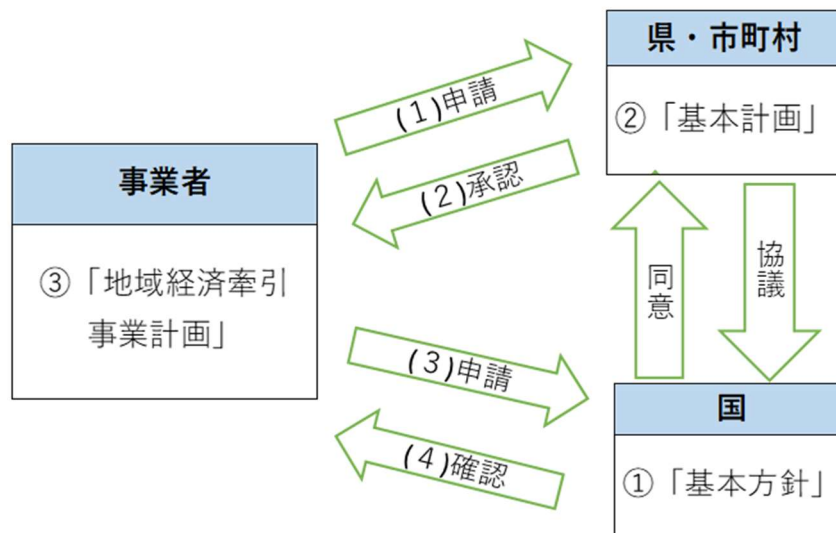 県・市町村
②「基本計画」
(1)申請
(2)承認
事業者
③「地域経済牽引
事業計画」
同意
協議
(3)申請
(4)確認
国
①「基本方針」